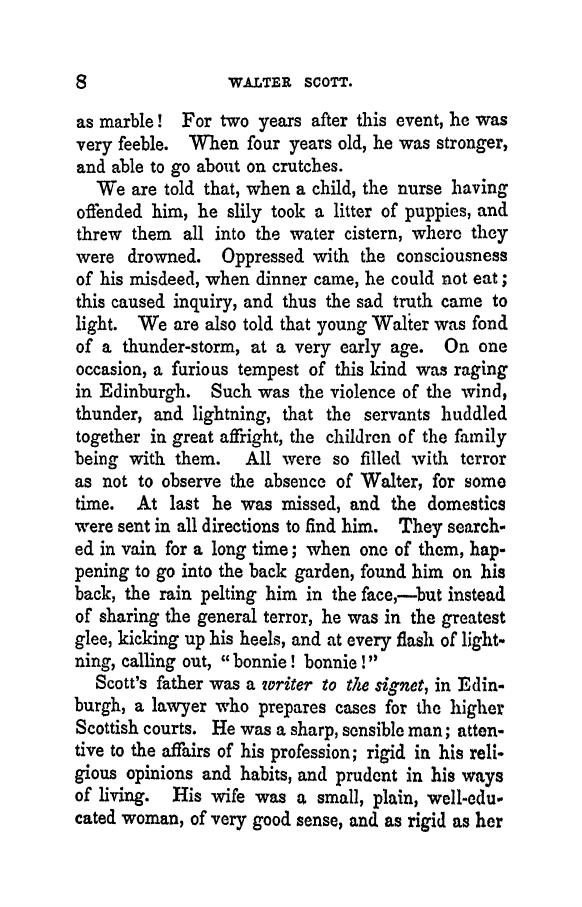 8 WALTER SCOTT.
as marble! For two years after this event, he was
very feeble. When four years old, he was stronger,
and able to go about on crutches.
We are told that, when a child, the nurse having
offended him, he slily took a litter of puppies, and
threw them all into the water cistern, where they
were drowned. Oppressed with the consciousness
of his misdeed, when dinner came, he could not eat;
this caused inquiry, and thus the sad truth came to
light. We are also told that young Walter was fond
of a thunder-storm, at a very early age. On one
occasion, a furious tempest of this kind was raging
in Edinburgh. Such was the violence of the wind,
thunder, and lightning, that the servants huddled
together in great affright, the children of the family
being with them. All were so filled with terror
as not to observe the absence of Walter, for some
time. At last he was missed, and the domestics
were sent in all directions to find him. They search-
ed in vain for a long time; when one of them, hap-
pening to go into the back garden, found him on his
back, the rain pelting him in the face,—but instead
of sharing the general terror, he was in the greatest
glee, kicking up his heels, and at every flash of light-
ning, calling out, "bonnie! bonnie!"
Scott's father was a writer to the signet, in Edin-
burgh, a lawyer who prepares cases for the higher
Scottish courts. He was a sharp, sensible man; atten-
tive to the affairs of his profession; rigid in his reli-
gious opinions and habits, and prudent in his ways
of living. His wife was a small, plain, well-edu-
cated woman, of very good sense, and as rigid as her